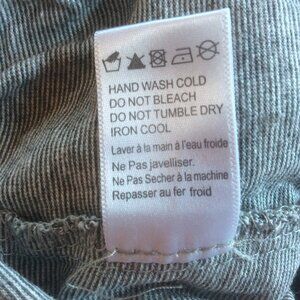 HAND WASH COLD
DO NOT BLEACH
DO NOT TUMBLE DRY
IRON COOL
Laver à la main à l'eau froide
Ne Pas javelliser.
Ne Pas Secher à la machine
Repasser au fer froid